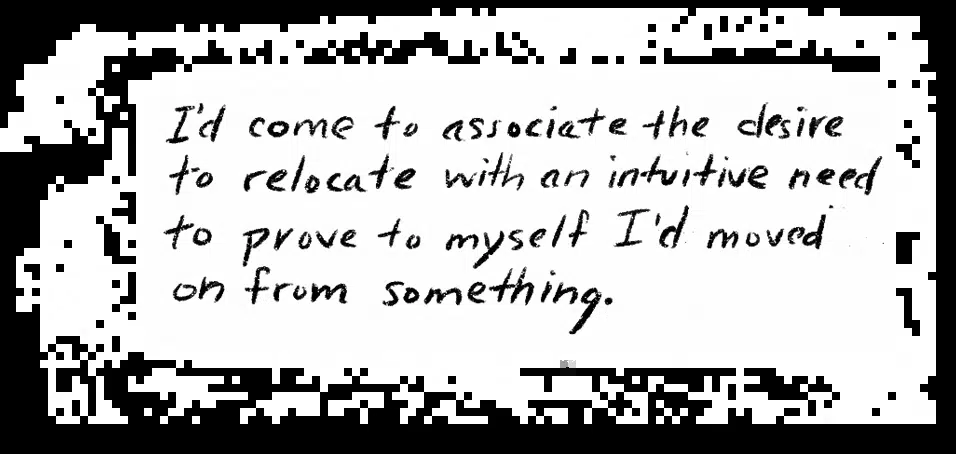 I'd come to associate the desire
to relocate with an intuitive need
to prove to myself I'd moved
on from something.